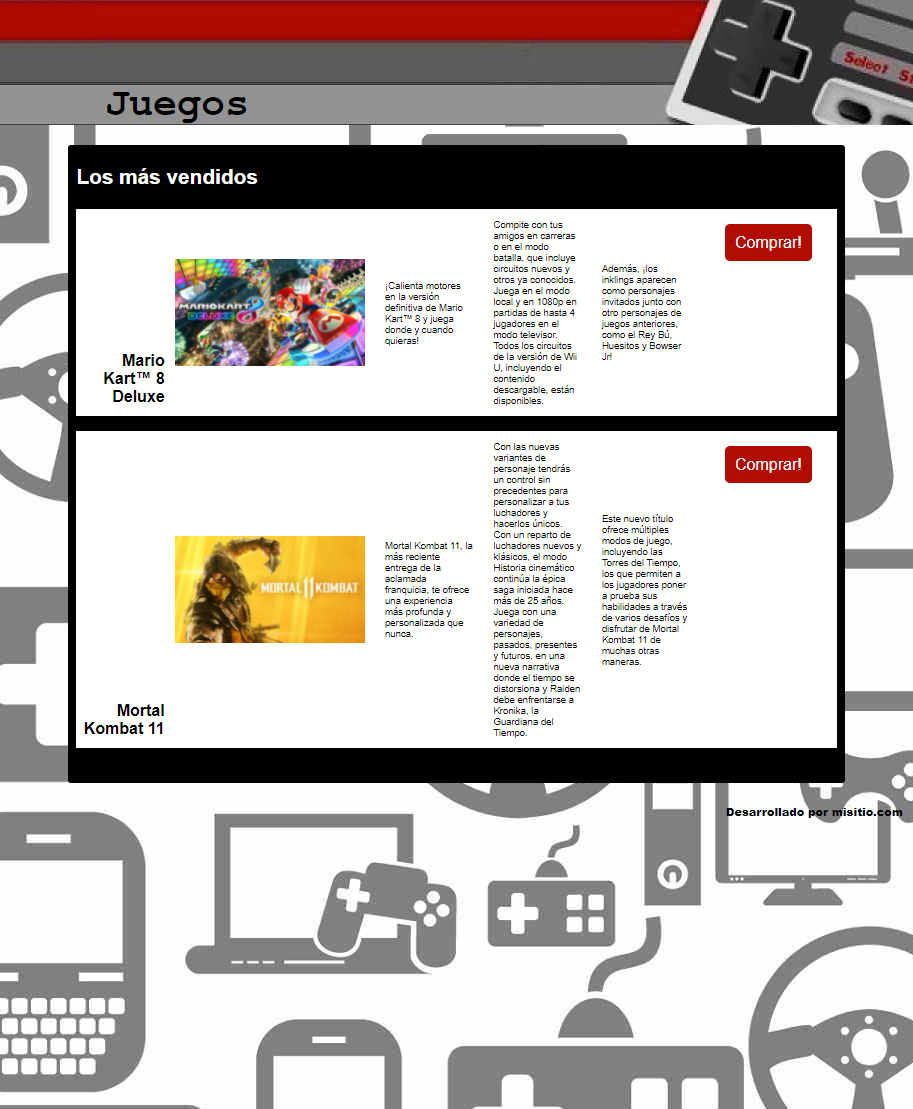 Select St
Juegos
Los más vendidos
Mario
Kart™ 8
Deluxe
MARIOKART 8
DELUXE
¡Calienta motores
en la versión
definitiva de Mario
Kart™ 8 y juega
donde y cuando
quieras!
Compite con tus
amigos en carreras
o en el modo
batalla, que incluye
circuitos nuevos y
otros ya conocidos.
Juega en el modo
local y en 1080p en
partidas de hasta 4
jugadores en el
modo televisor.
Todos los circuitos
de la versión de Wii
U, incluyendo el
contenido
descargable, están
disponibles.
Además, ¡los
inklings aparecen
como personajes
invitados junto con
otro personajes de
juegos anteriores,
como el Rey Bú,
Huesitos y Bowser
Jr!
Comprar!
Mortal
Kombat 11
MORTAL 11 KOMBAT
Mortal Kombat 11, la
más reciente
entrega de la
aclamada
franquicia, te ofrece
una experiencia
más profunda y
personalizada que
nunca.
Con las nuevas
variantes de
personaje tendrás
un control sin
precedentes para
personalizar a tus
luchadores y
hacerlos únicos.
Con un reparto de
luchadores nuevos y
klásicos, el modo
Historia cinemático
continúa la épica
saga iniciada hace
más de 25 años.
Juega con una
variedad de
personajes,
pasados, presentes
y futuros, en una
nueva narrativa
donde el tiempo se
distorsiona y Raiden
debe enfrentarse a
Kronika, la
Guardiana del
Tiempo.
Este nuevo título
ofrece múltiples
modos de juego,
incluyendo las
Torres del Tiempo,
los que permiten a
los jugadores poner
a prueba sus
habilidades a través
de varios desafíos y
disfrutar de Mortal
Kombat 11 de
muchas otras
maneras.
Comprar!
Desarrollado por misitio.com